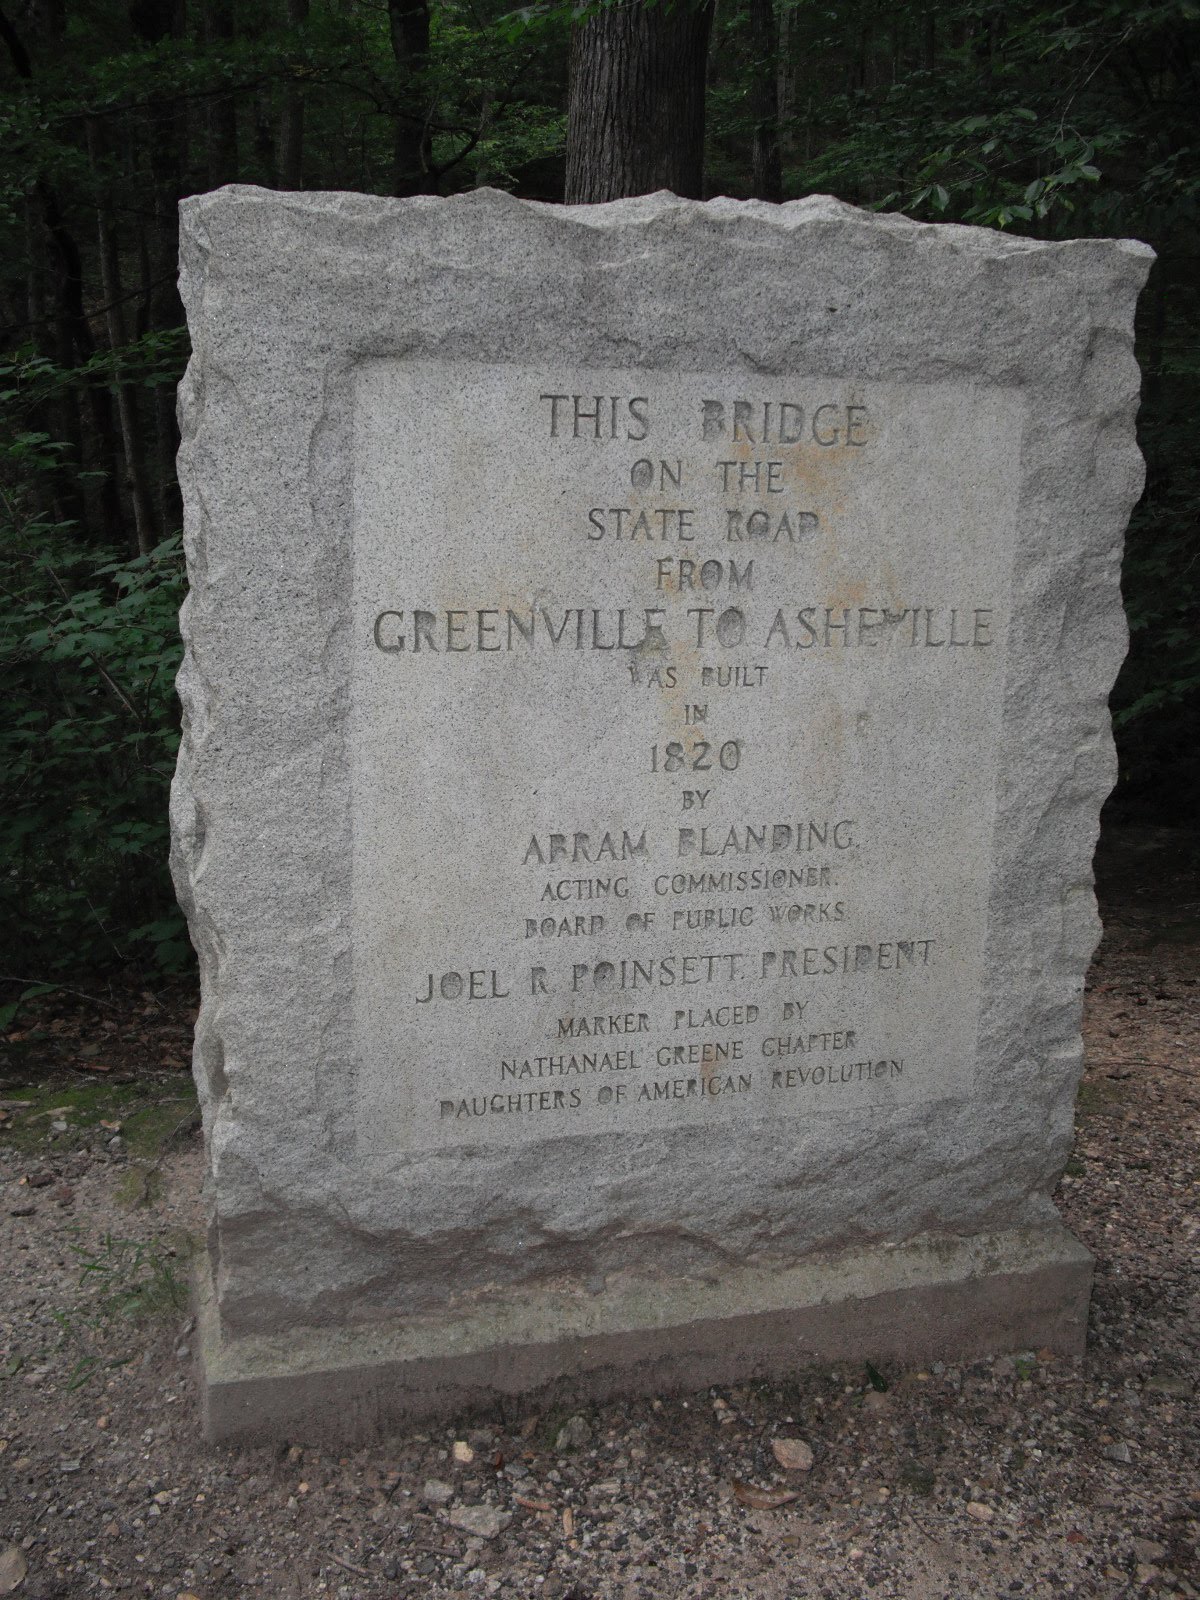 THIS BRIDGE
ON THE
STATE ROAD
FROM
GREENVILLE TO ASHEVILLE
WAS BUILT
IN
1820
BY
ABRAM BLANDING.
ACTING COMMISSIONER.
BOARD OF PUBLIC WORKS
JOEL R. POINSETT. PRESIDENT
MARKER PLACED BY
NATHANAEL GREENE CHAPTER
DAUGHTERS OF AMERICAN REVOLUTION